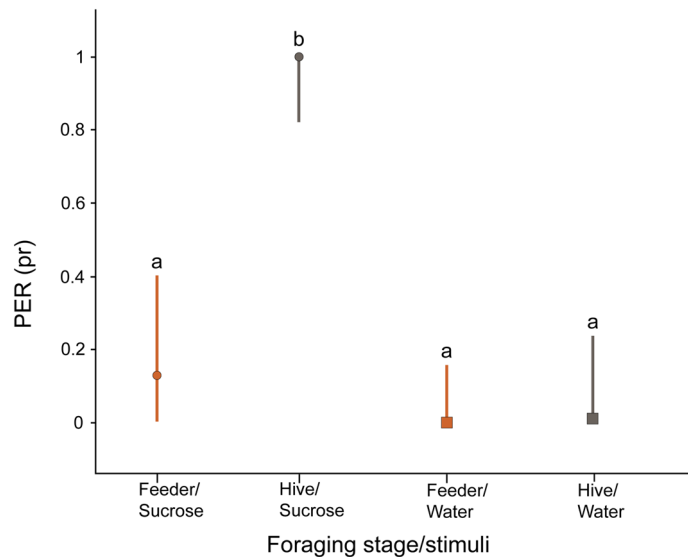 b
1
0.8
0.6
a
0.4
a
a
0.2
0
PER (pr)
Feeder/ Hive/ Feeder/ Hive/
Sucrose Sucrose Water Water
Foraging stage/stimuli